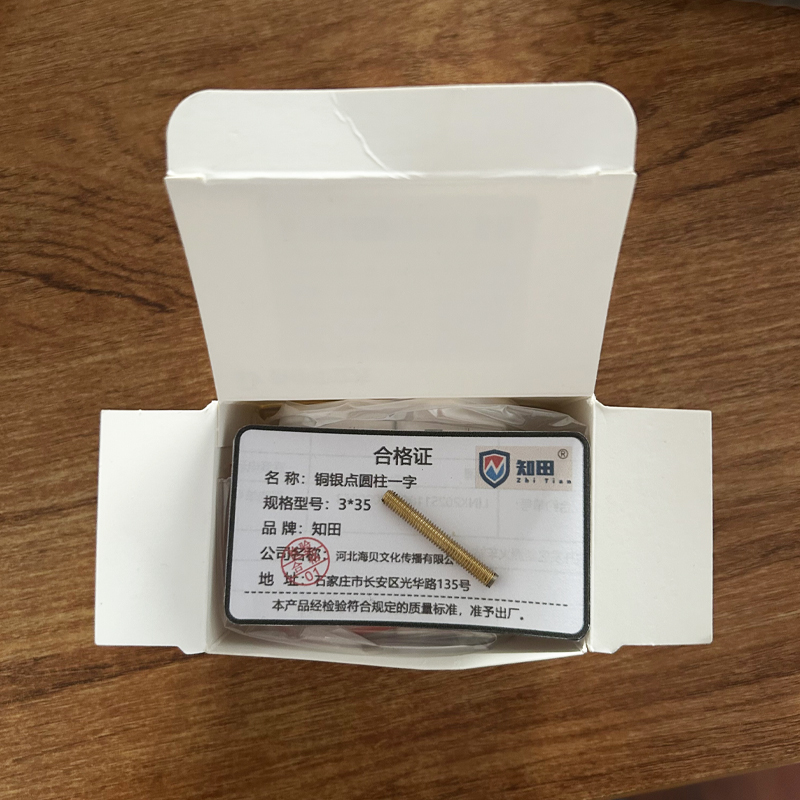 合格证
知田®
Zhi Tian
名 称：铜银点圆柱一字
规格型号：3*35
品 牌：知田
公司名称：河北海贝文化传播有限公
地 址：石家庄市长安区光华路135号
本产品经检验符合规定的质量标准，准予出厂。